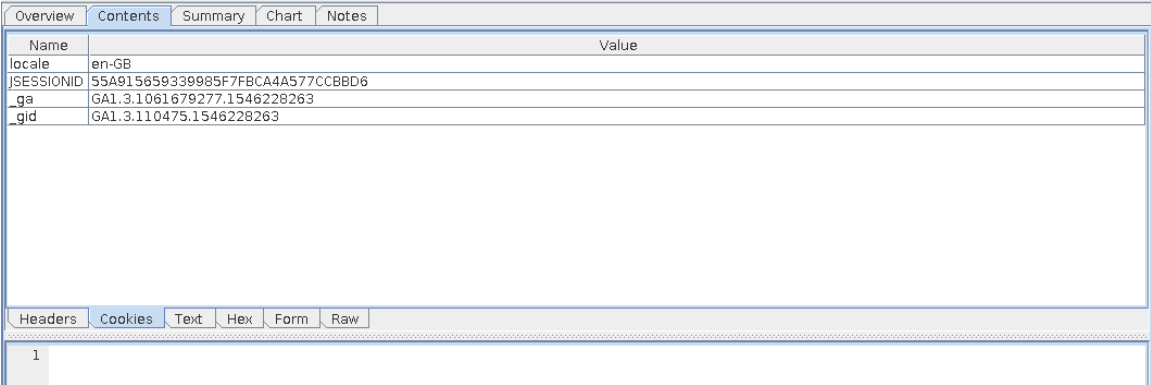 Overview Contents Summary Chart Notes
Name Value
locale en-GB
JSESSIONID 55A915659339985F7FBCA4A577CCBBD6
_ga GA1.3.1061679277.1546228263
_gid GA1.3.110475.1546228263
Headers Cookies Text Hex Form Raw
1